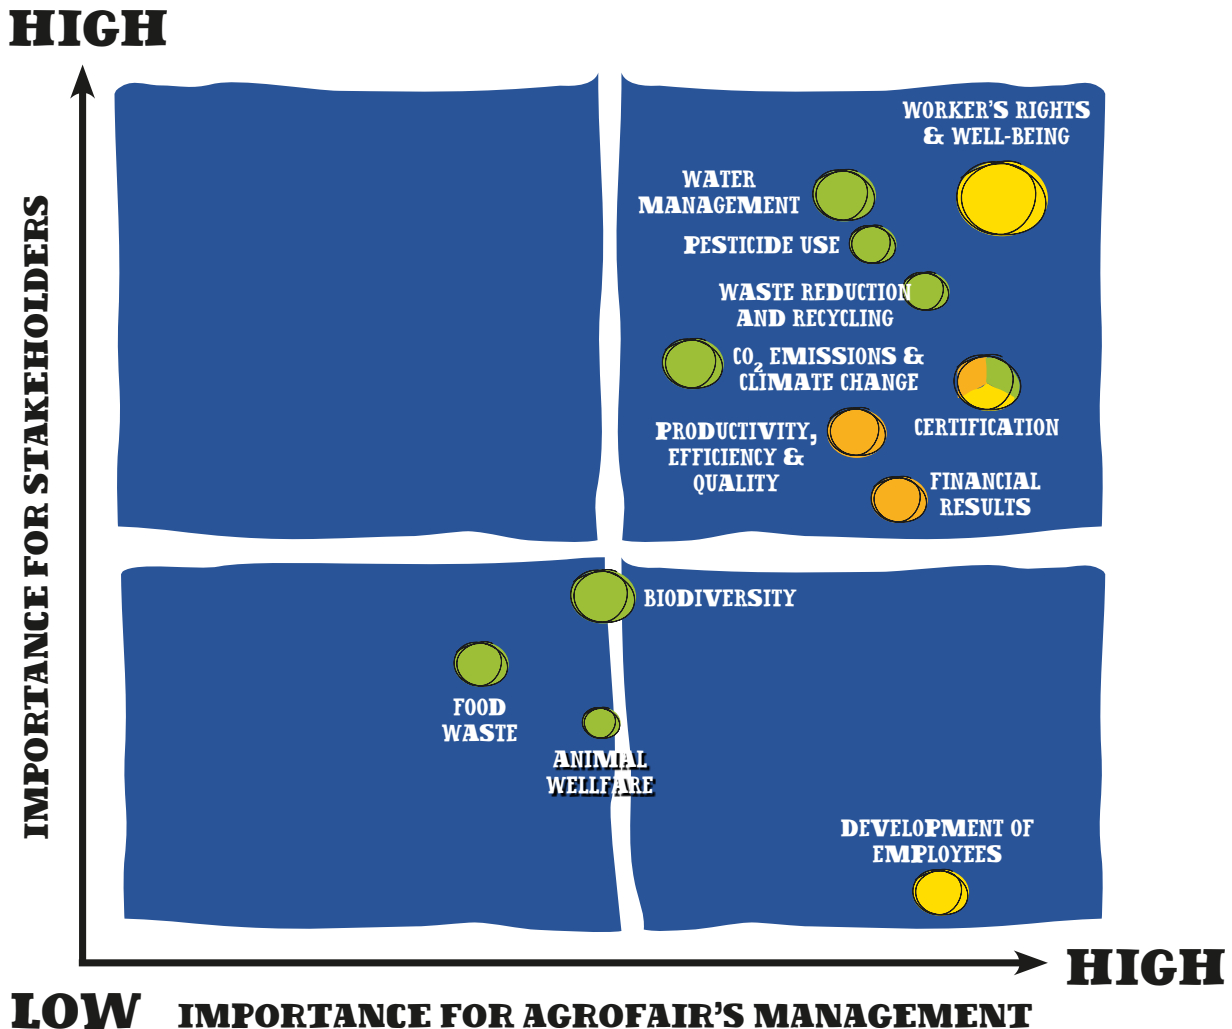 HIGH
WORKER'S RIGHTS
& WELL-BEING
WATER
MANAGEMENT
PESTICIDE USE
WASTE REDUCTION
AND RECYCLING
CO₂ EMISSIONS &
CLIMATE CHANGE
CERTIFICATION
PRODUCTIVITY,
EFFICIENCY &
QUALITY
FINANCIAL
RESULTS
BIODIVERSITY
FOOD
WASTE
ANIMAL
WELLFARE
DEVELOPMENT OF
EMPLOYEES
IMPORTANCE FOR STAKEHOLDERS
HIGH
LOW
IMPORTANCE FOR AGROFAIR'S MANAGEMENT